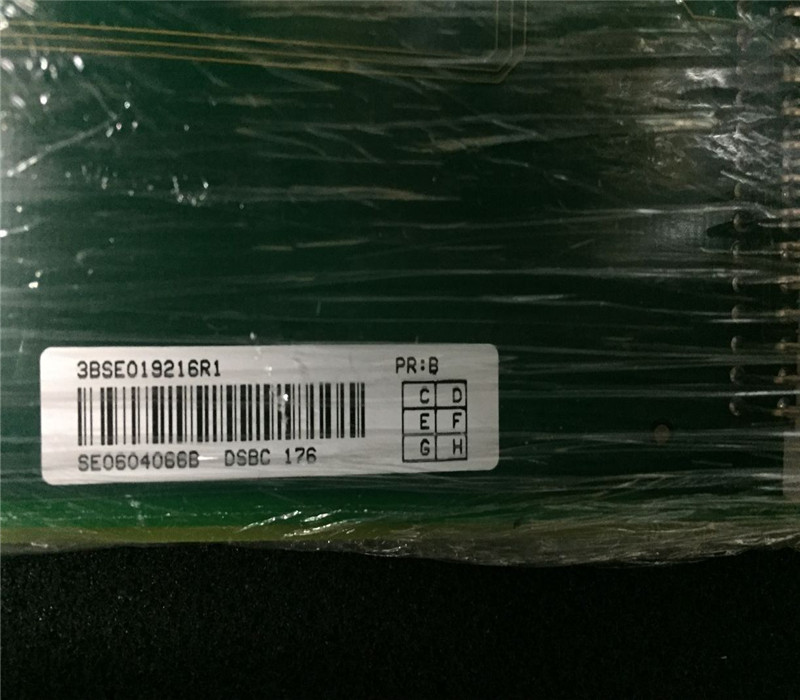 3BSE019216R1
PR:B
C D
E F
G H
SE0604066B DSBC 176